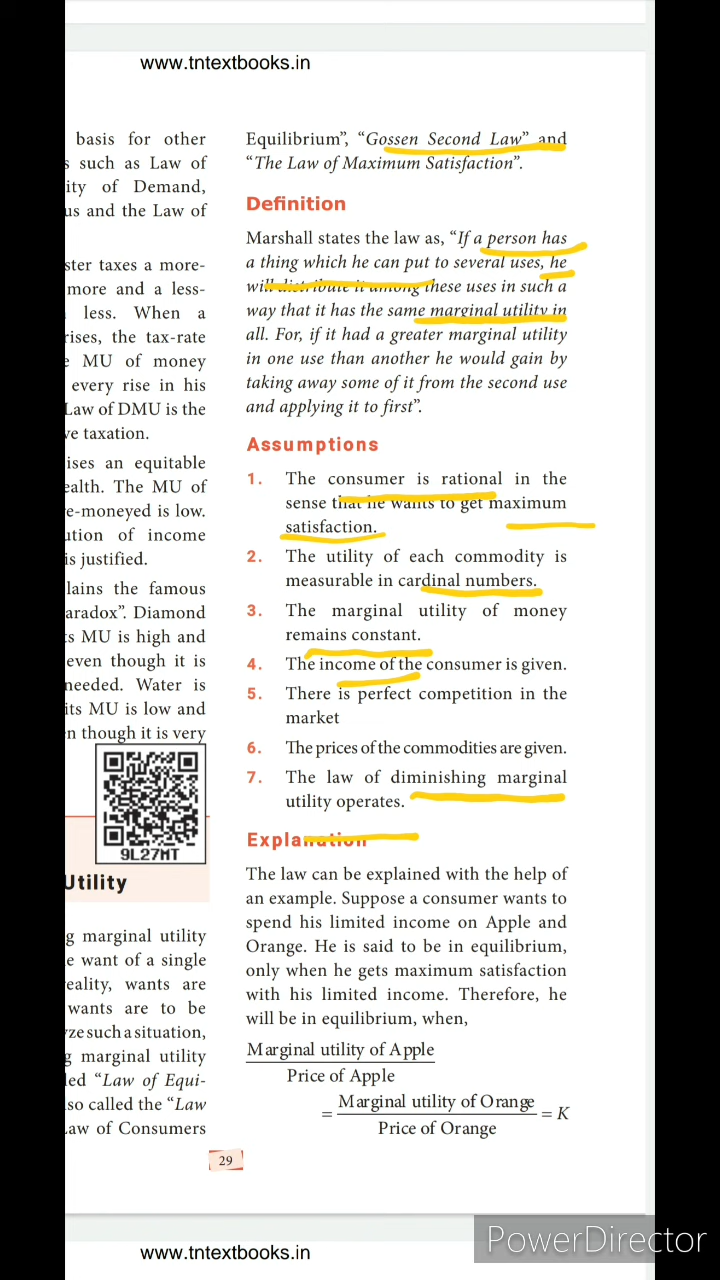 www.tntextbooks.in
basis for other
s such as Law of
ity of Demand,
us and the Law of
ster taxes a more-
more and a less-
less. When a
rises, the tax-rate
e MU of money
every rise in his
Law of DMU is the
ve taxation.
ises an equitable
ealth. The MU of
e-moneyed is low.
ution of income
is justified.
lains the famous
aradox”. Diamond
ts MU is high and
even though it is
needed. Water is
its MU is low and
n though it is very
9L27MT
Utility
g marginal utility
e want of a single
eality, wants are
wants are to be
yze such a situation,
g marginal utility
led “Law of Equi-
so called the “Law
Law of Consumers
Equilibrium”, “Gossen Second Law” and
“The Law of Maximum Satisfaction”.
Definition
Marshall states the law as, “If a person has
a thing which he can put to several uses, he
will distribute it among these uses in such a
way that it has the same marginal utility in
all. For, if it had a greater marginal utility
in one use than another he would gain by
taking away some of it from the second use
and applying it to first”.
Assumptions
1. The consumer is rational in the
sense that he wants to get maximum
satisfaction.
2. The utility of each commodity is
measurable in cardinal numbers.
3. The marginal utility of money
remains constant.
4. The income of the consumer is given.
5. There is perfect competition in the
market
6. The prices of the commodities are given.
7. The law of diminishing marginal
utility operates.
Explanation
The law can be explained with the help of
an example. Suppose a consumer wants to
spend his limited income on Apple and
Orange. He is said to be in equilibrium,
only when he gets maximum satisfaction
with his limited income. Therefore, he
will be in equilibrium, when,
Marginal utility of Apple
Price of Apple
= Marginal utility of Orange = K
Price of Orange
29
PowerDirector
www.tntextbooks.in